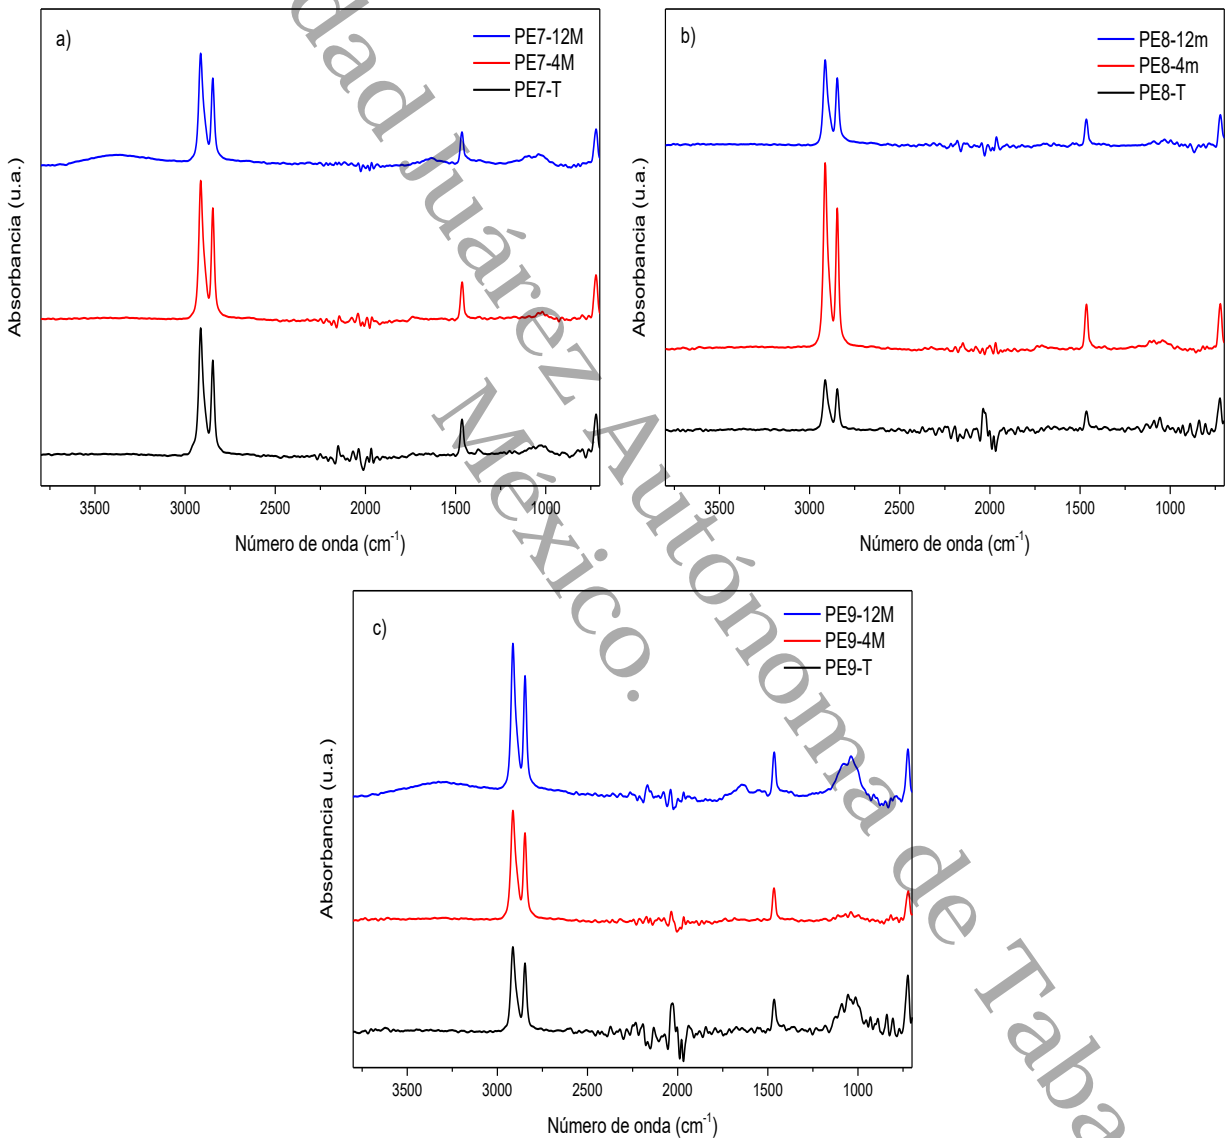 a)
PE7-12M
PE7-4M
PE7-T
Absorbancia (u.a.)
3500 3000 2500 2000 1500 1000
Número de onda (cm⁻¹)
b)
PE8-12m
PE8-4m
PE8-T
Absorbancia (u.a.)
3500 3000 2500 2000 1500 1000
Número de onda (cm⁻¹)
c)
PE9-12M
PE9-4M
PE9-T
Absorbancia (u.a.)
3500 3000 2500 2000 1500 1000
Número de onda (cm⁻¹)
dad Juárez Autónoma de Taba
México.